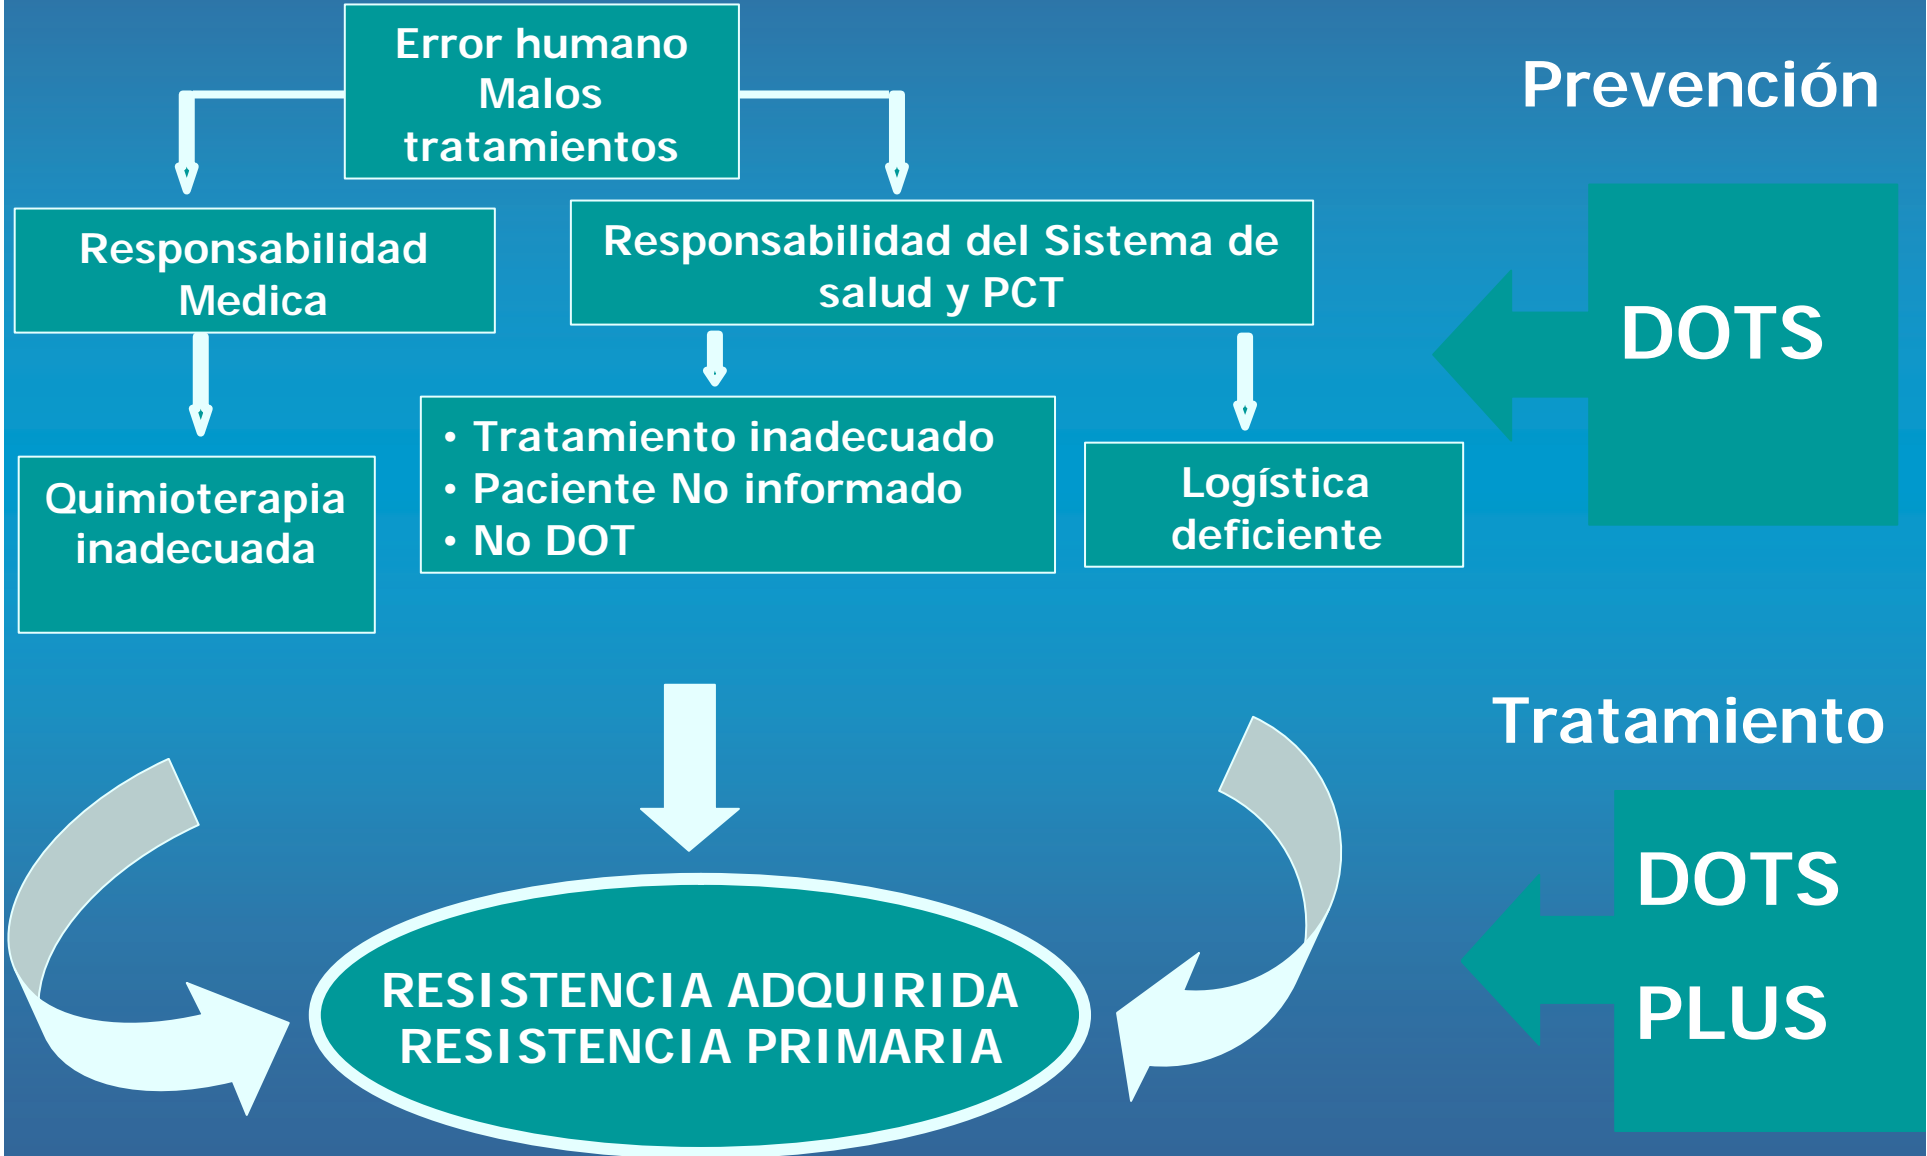 Error humano
Malos
tratamientos
Prevención
Responsabilidad
Medica
Responsabilidad del Sistema de
salud y PCT
DOTS
Quimioterapia
inadecuada
• Tratamiento inadecuado
• Paciente No informado
• No DOT
Logística
deficiente
Tratamiento
DOTS
PLUS
RESISTENCIA ADQUIRIDA
RESISTENCIA PRIMARIA